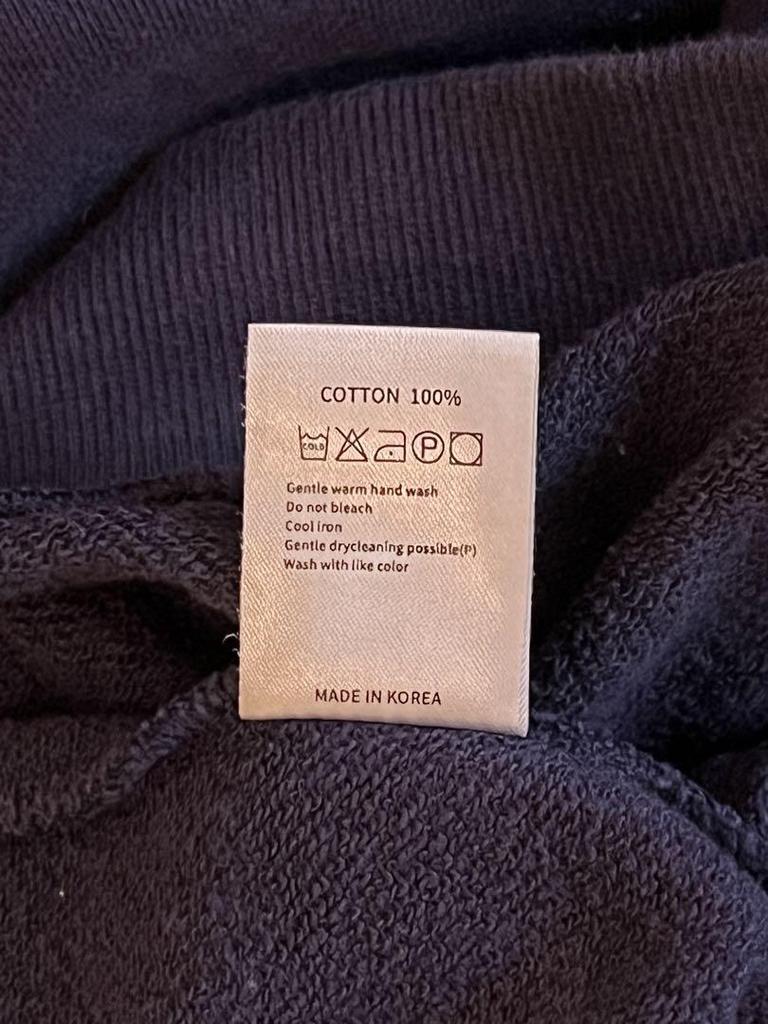 COTTON 100%
COLD P
Gentle warm hand wash
Do not bleach
Cool iron
Gentle drycleaning possible(P)
Wash with like color
MADE IN KOREA